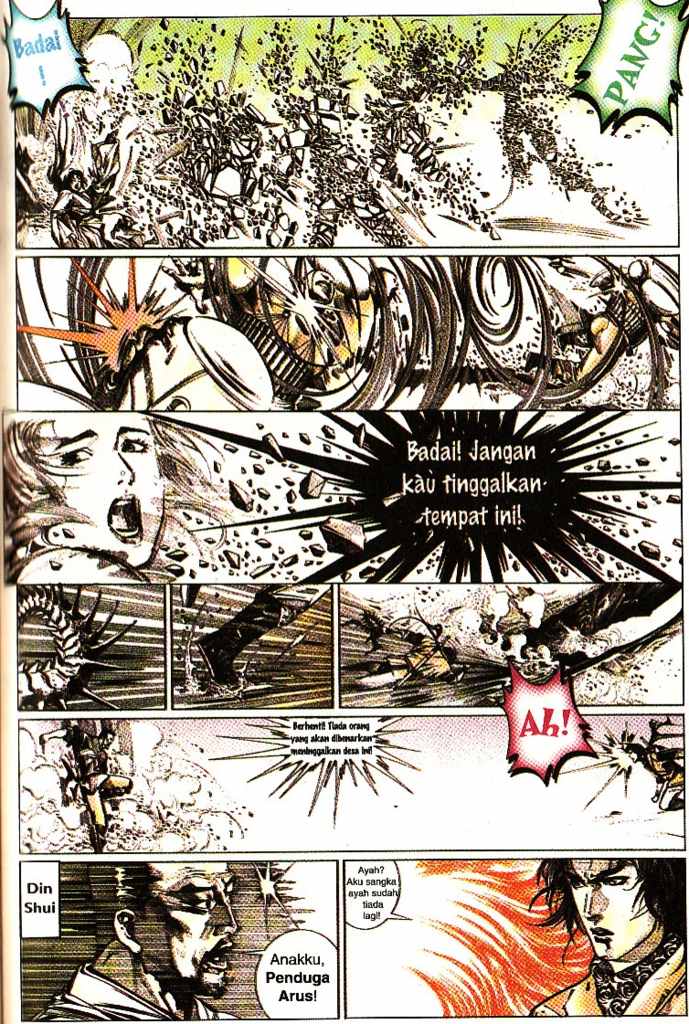 Badai
!
PANG!
Badai! Jangan
kau tinggalkan
tempat ini!
Ah!
Berhenti! Tiada orang
yang akan dibenarkan
meninggalkan desa ini!
Din
Shui
Anakku,
Penduga
Arus!
Ayah?
Aku sangka
ayah sudah
tiada
lagi!